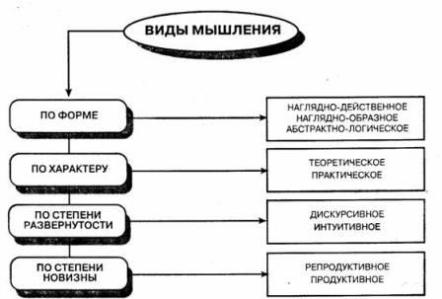 ВИДЫ МЫШЛЕНИЯ
ПО ФОРМЕ
НАГЛЯДНО-ДЕЙСТВЕННОЕ
НАГЛЯДНО-ОБРАЗНОЕ
АБСТРАКТНО-ЛОГИЧЕСКОЕ
ПО ХАРАКТЕРУ
ТЕОРЕТИЧЕСКОЕ
ПРАКТИЧЕСКОЕ
ПО СТЕПЕНИ
РАЗВЕРНУТОСТИ
ДИСКУРСИВНОЕ
ИНТУИТИВНОЕ
ПО СТЕПЕНИ
НОВИЗНЫ
РЕПРОДУКТИВНОЕ
ПРОДУКТИВНОЕ